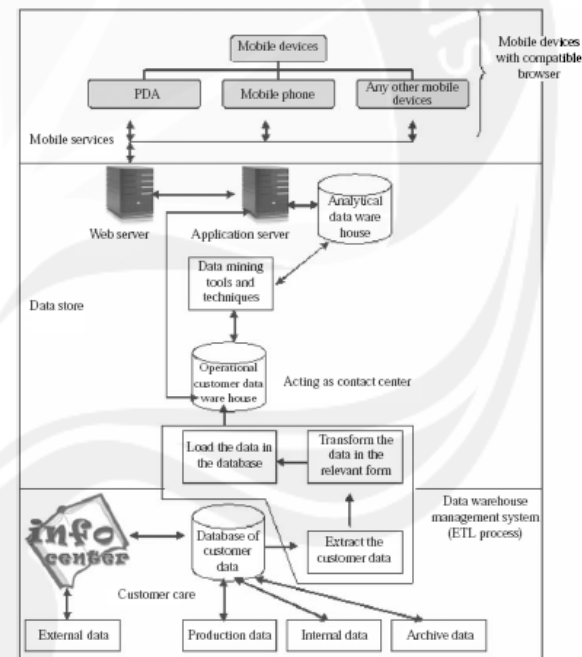 Mobile devices
Mobile devices
with compatible
browser
PDA
Mobile phone
Any other mobile
devices
Mobile services
Web server
Application server
Analytical
data ware
house
Data mining
tools and
techniques
Data store
Operational
customer data
ware house
Acting as contact center
Load the data in
the database
Transform the
data in the
relevant form
Data warehouse
management system
(ETL process)
info
center
Database of
customer
data
Extract the
customer data
Customer care
External data
Production data
Internal data
Archive data